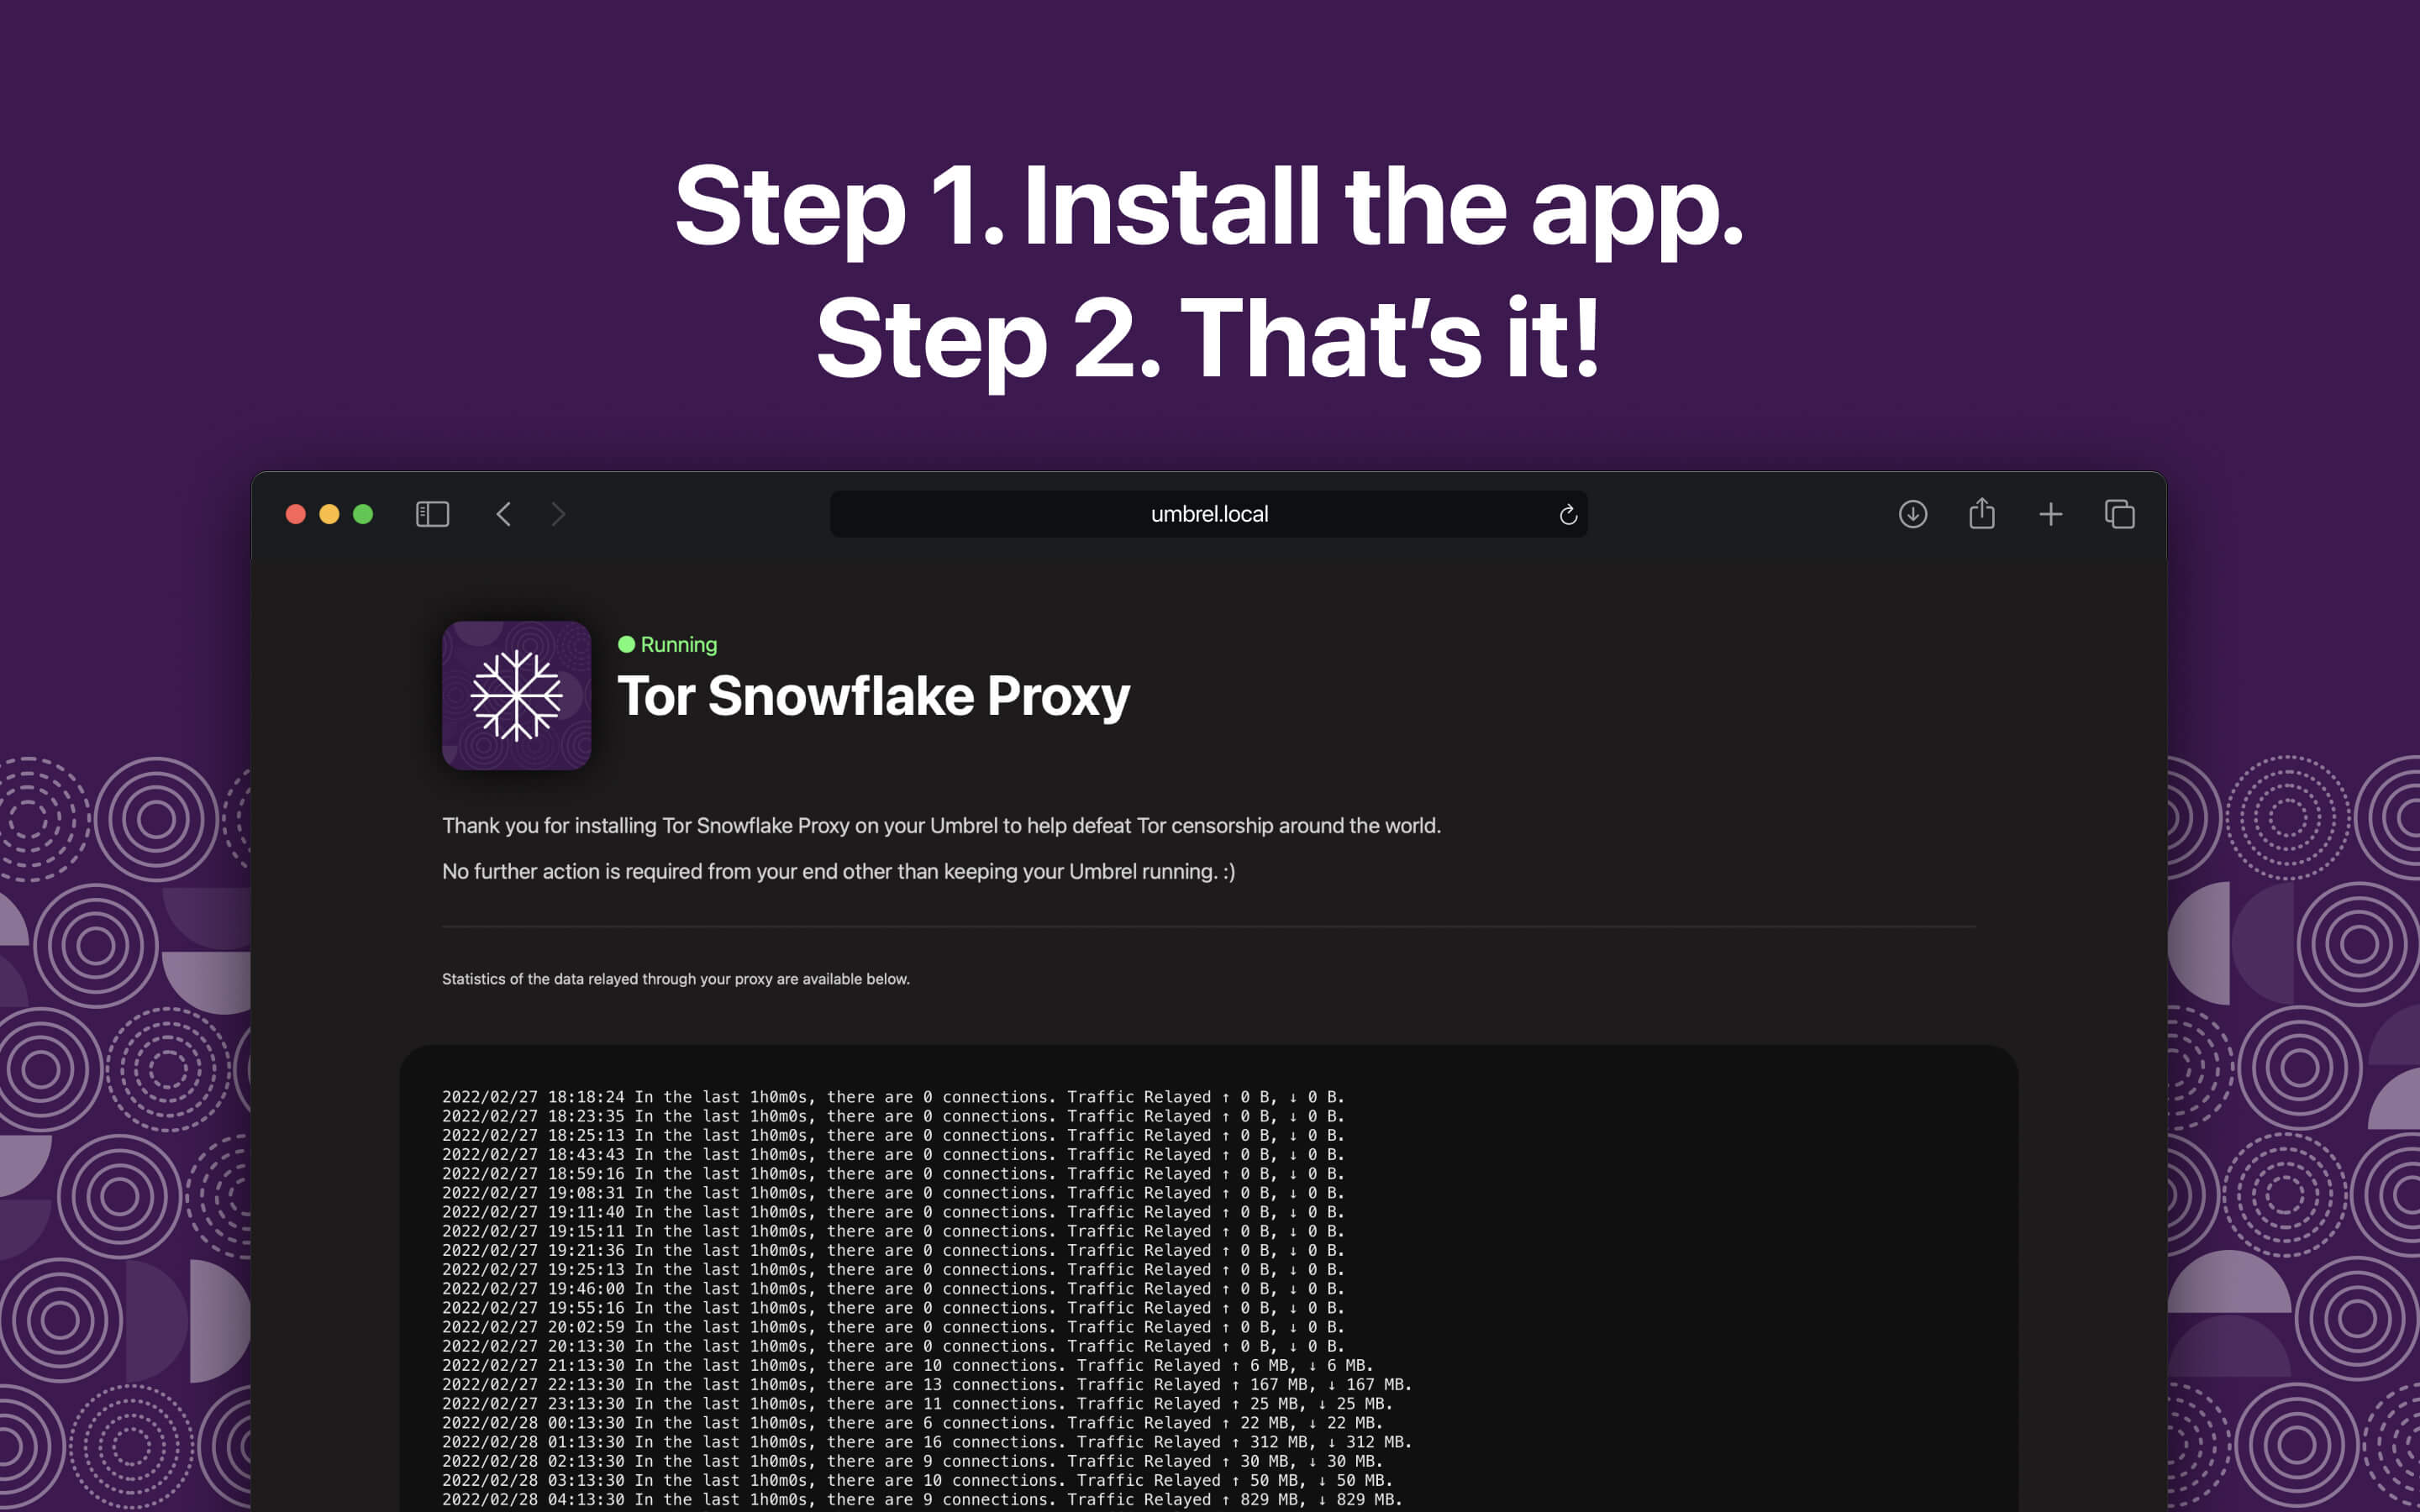 Step 1. Install the app.
Step 2. That’s it!
umbrel.local
Running
Tor Snowflake Proxy
Thank you for installing Tor Snowflake Proxy on your Umbrel to help defeat Tor censorship around the world.
No further action is required from your end other than keeping your Umbrel running. :)
Statistics of the data relayed through your proxy are available below.
2022/02/27 18:18:24 In the last 1h0m0s, there are 0 connections. Traffic Relayed ↑ 0 B, ↓ 0 B.
2022/02/27 18:23:35 In the last 1h0m0s, there are 0 connections. Traffic Relayed ↑ 0 B, ↓ 0 B.
2022/02/27 18:25:13 In the last 1h0m0s, there are 0 connections. Traffic Relayed ↑ 0 B, ↓ 0 B.
2022/02/27 18:43:43 In the last 1h0m0s, there are 0 connections. Traffic Relayed ↑ 0 B, ↓ 0 B.
2022/02/27 18:59:16 In the last 1h0m0s, there are 0 connections. Traffic Relayed ↑ 0 B, ↓ 0 B.
2022/02/27 19:08:31 In the last 1h0m0s, there are 0 connections. Traffic Relayed ↑ 0 B, ↓ 0 B.
2022/02/27 19:11:40 In the last 1h0m0s, there are 0 connections. Traffic Relayed ↑ 0 B, ↓ 0 B.
2022/02/27 19:15:11 In the last 1h0m0s, there are 0 connections. Traffic Relayed ↑ 0 B, ↓ 0 B.
2022/02/27 19:21:36 In the last 1h0m0s, there are 0 connections. Traffic Relayed ↑ 0 B, ↓ 0 B.
2022/02/27 19:25:13 In the last 1h0m0s, there are 0 connections. Traffic Relayed ↑ 0 B, ↓ 0 B.
2022/02/27 19:46:00 In the last 1h0m0s, there are 0 connections. Traffic Relayed ↑ 0 B, ↓ 0 B.
2022/02/27 19:55:16 In the last 1h0m0s, there are 0 connections. Traffic Relayed ↑ 0 B, ↓ 0 B.
2022/02/27 20:02:59 In the last 1h0m0s, there are 0 connections. Traffic Relayed ↑ 0 B, ↓ 0 B.
2022/02/27 20:13:30 In the last 1h0m0s, there are 0 connections. Traffic Relayed ↑ 0 B, ↓ 0 B.
2022/02/27 21:13:30 In the last 1h0m0s, there are 10 connections. Traffic Relayed ↑ 6 MB, ↓ 6 MB.
2022/02/27 22:13:30 In the last 1h0m0s, there are 13 connections. Traffic Relayed ↑ 167 MB, ↓ 167 MB.
2022/02/27 23:13:30 In the last 1h0m0s, there are 11 connections. Traffic Relayed ↑ 25 MB, ↓ 25 MB.
2022/02/28 00:13:30 In the last 1h0m0s, there are 6 connections. Traffic Relayed ↑ 22 MB, ↓ 22 MB.
2022/02/28 01:13:30 In the last 1h0m0s, there are 16 connections. Traffic Relayed ↑ 312 MB, ↓ 312 MB.
2022/02/28 02:13:30 In the last 1h0m0s, there are 9 connections. Traffic Relayed ↑ 30 MB, ↓ 30 MB.
2022/02/28 03:13:30 In the last 1h0m0s, there are 10 connections. Traffic Relayed ↑ 50 MB, ↓ 50 MB.
2022/02/28 04:13:30 In the last 1h0m0s, there are 9 connections. Traffic Relayed ↑ 829 MB, ↓ 829 MB.